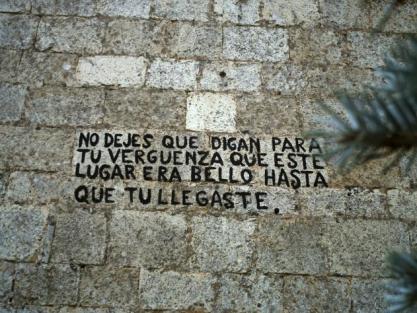 NO DEJES QUE DIGAN PARA
TU VERGUENZA QUE ESTE
LUGAR ERA BELLO HASTA
QUE TU LLEGASTE.